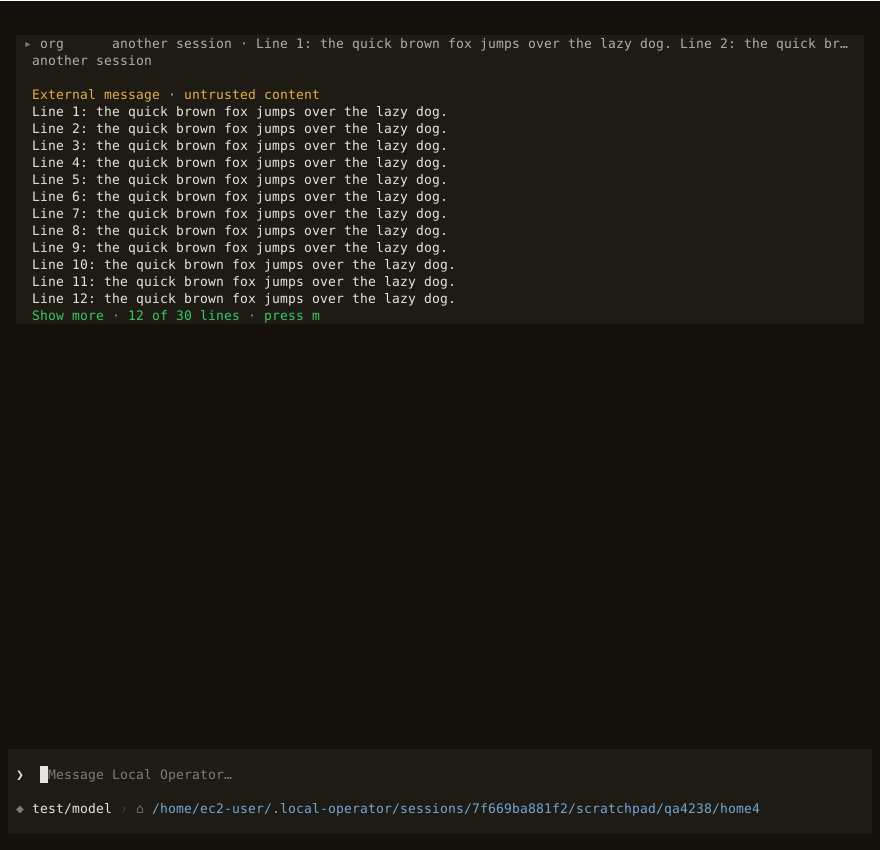 ▸ org      another session · Line 1: the quick brown fox jumps over the lazy dog. Line 2: the quick br…
another session
External message · untrusted content
Line 1: the quick brown fox jumps over the lazy dog.
Line 2: the quick brown fox jumps over the lazy dog.
Line 3: the quick brown fox jumps over the lazy dog.
Line 4: the quick brown fox jumps over the lazy dog.
Line 5: the quick brown fox jumps over the lazy dog.
Line 6: the quick brown fox jumps over the lazy dog.
Line 7: the quick brown fox jumps over the lazy dog.
Line 8: the quick brown fox jumps over the lazy dog.
Line 9: the quick brown fox jumps over the lazy dog.
Line 10: the quick brown fox jumps over the lazy dog.
Line 11: the quick brown fox jumps over the lazy dog.
Line 12: the quick brown fox jumps over the lazy dog.
Show more · 12 of 30 lines · press m
❯ Message Local Operator…
◆ test/model › ⌂ /home/ec2-user/.local-operator/sessions/7f669ba881f2/scratchpad/qa4238/home4